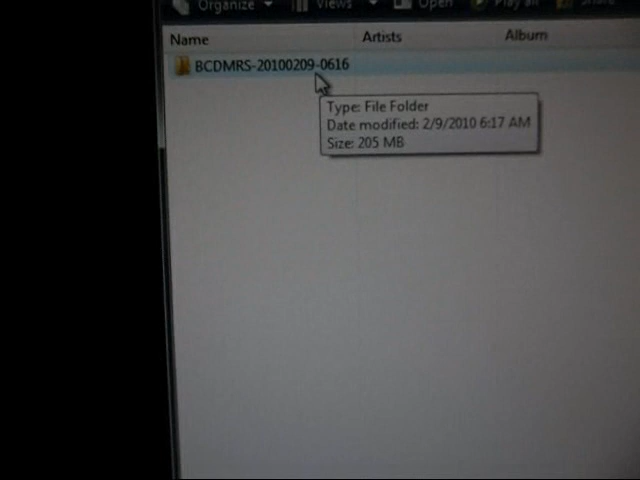 Organize Views Open Play all Share
Name Artists Album
BCDMRS-20100209-0616
Type: File Folder
Date modified: 2/9/2010 6:17 AM
Size: 205 MB